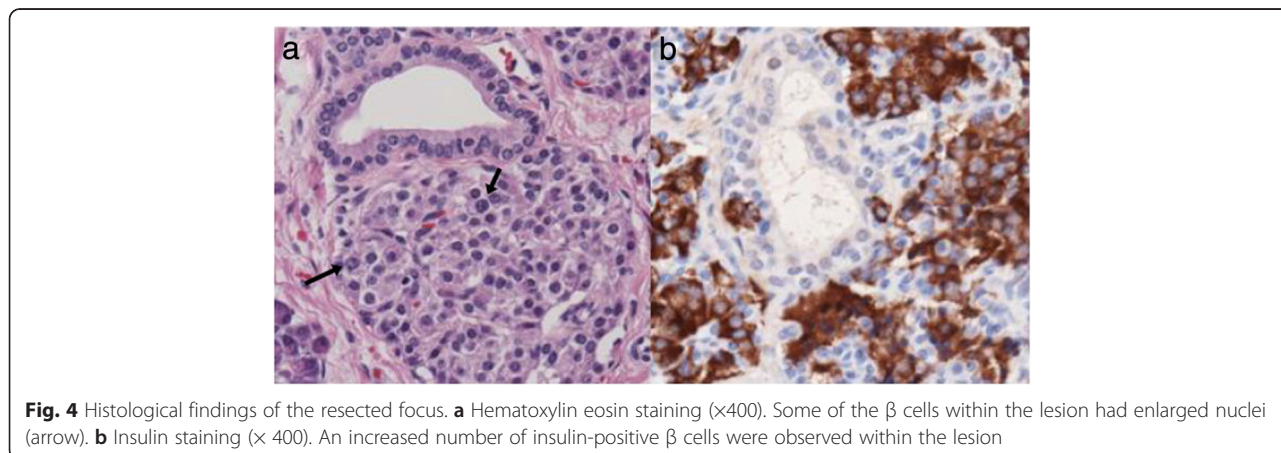 a b
Fig. 4 Histological findings of the resected focus. a Hematoxylin eosin staining (×400). Some of the β cells within the lesion had enlarged nuclei
(arrow). b Insulin staining (× 400). An increased number of insulin-positive β cells were observed within the lesion